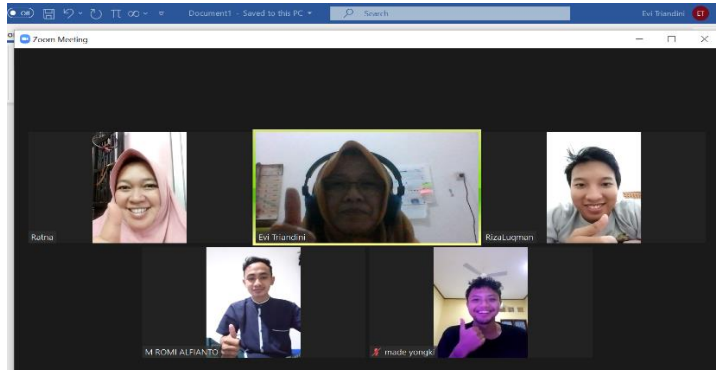 Document1 - Saved to this PC
Search
Evi Triandini
ET
Zoom Meeting
Ratna
Evi Triandini
RizaLuqman
M ROMI ALFIANTO
made yongki